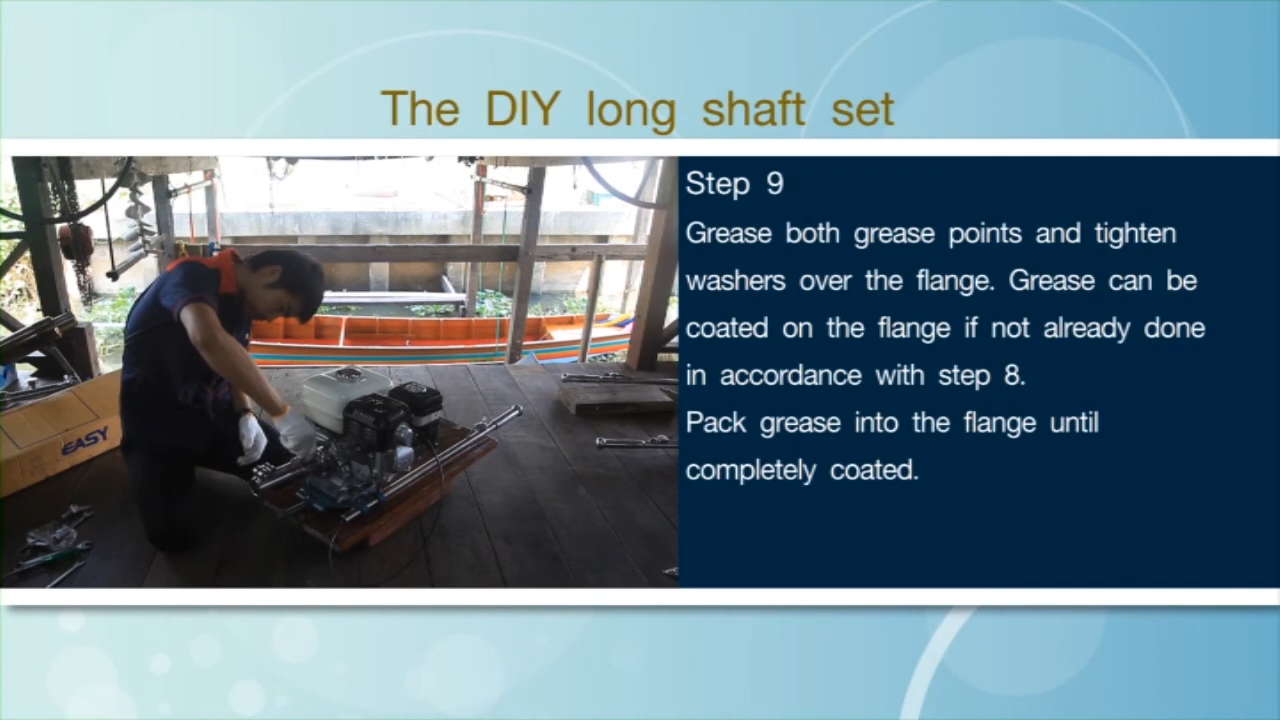 The DIY long shaft set
Step 9
Grease both grease points and tighten
washers over the flange. Grease can be
coated on the flange if not already done
in accordance with step 8.
Pack grease into the flange until
completely coated.
EASY